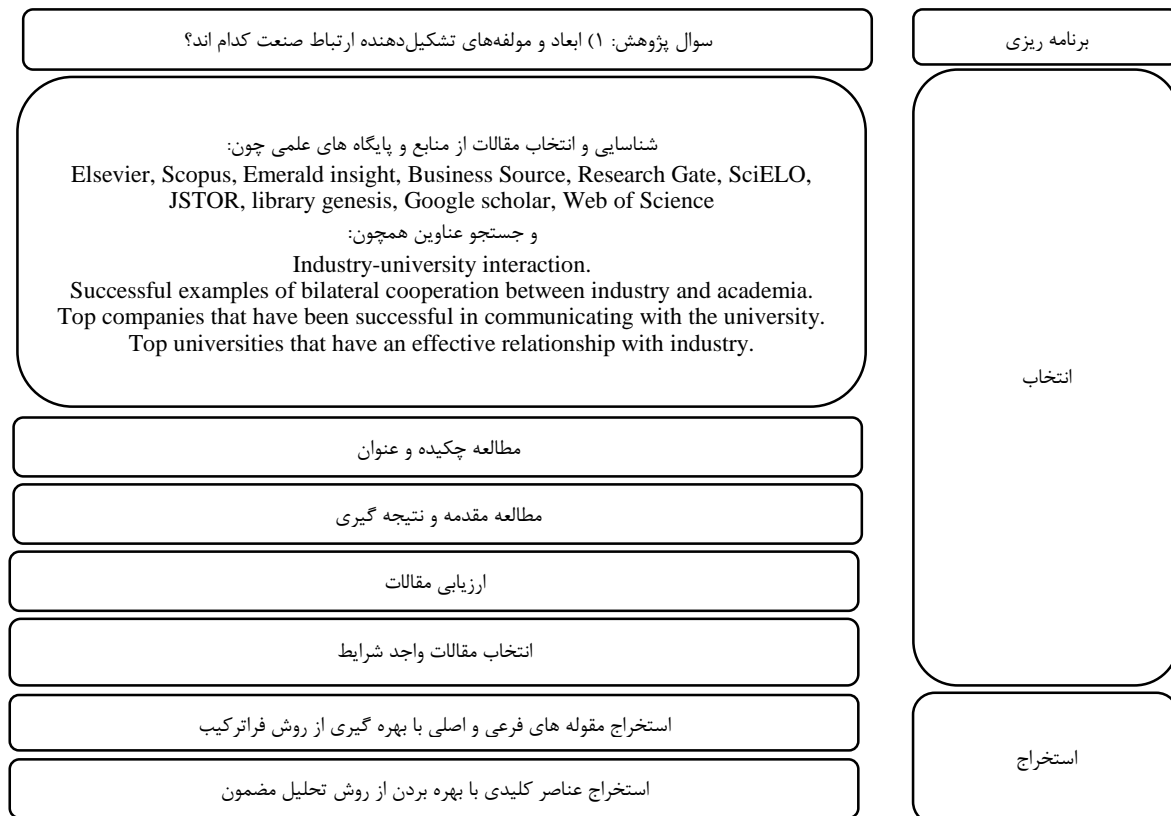 برنامه ریزی
سوال پژوهش: ۱) ابعاد و مولفه‌های تشکیل‌دهنده ارتباط صنعت کدام اند؟
انتخاب
شناسایی و انتخاب مقالات از منابع و پایگاه های علمی چون:
Elsevier, Scopus, Emerald insight, Business Source, Research Gate, SciELO,
JSTOR, library genesis, Google scholar, Web of Science
و جستجو عناوین همچون:
Industry-university interaction.
Successful examples of bilateral cooperation between industry and academia.
Top companies that have been successful in communicating with the university.
Top universities that have an effective relationship with industry.
مطالعه چکیده و عنوان
مطالعه مقدمه و نتیجه گیری
ارزیابی مقالات
انتخاب مقالات واجد شرایط
استخراج
استخراج مقوله های فرعی و اصلی با بهره گیری از روش فراترکیب
استخراج عناصر کلیدی با بهره بردن از روش تحلیل مضمون